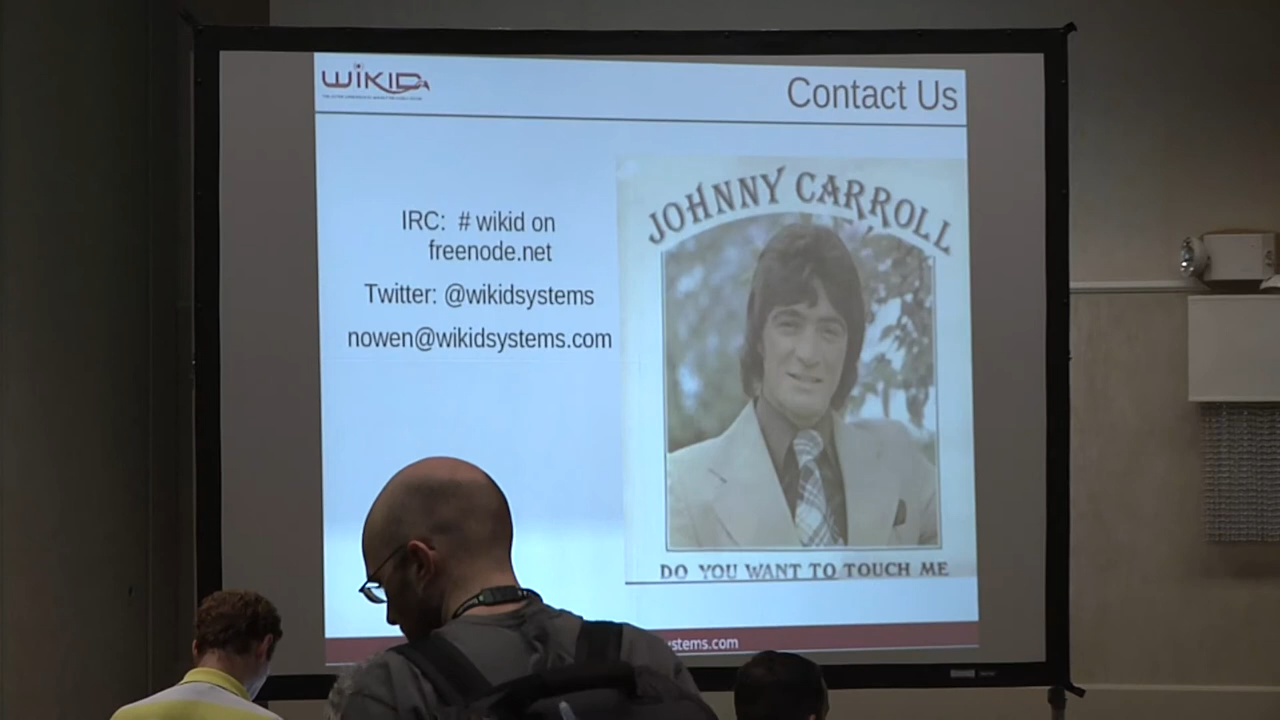 WiKID
Contact Us
JOHNNY CARROLL
IRC: # wikid on
freenode.net
Twitter: @wikidsystems
nowen@wikidsystems.com
DO YOU WANT TO TOUCH ME
stems.com